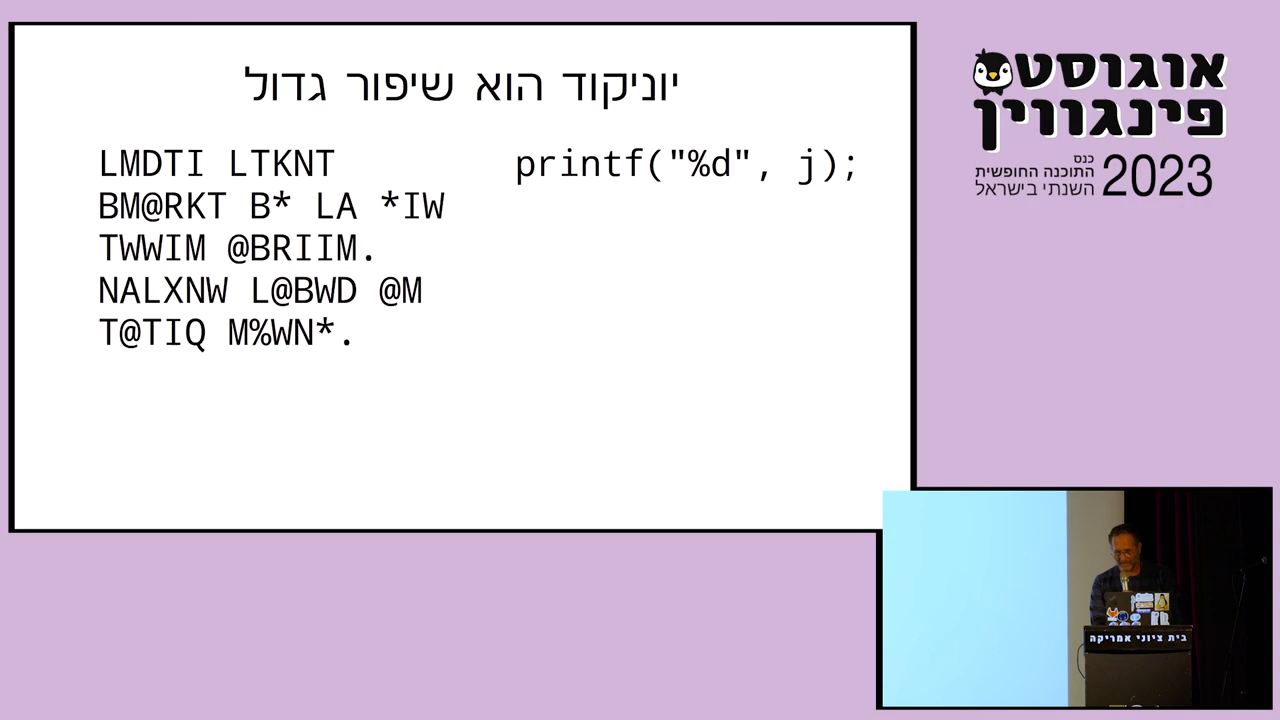 יוניקוד הוא שיפור גדול
LMDTI LTKNT
BM@RKT B* LA *IW
TWWIM @BRIIM.
NALXNW L@BWD @M
T@TIQ M%WN*.
printf("%d", j);
אוגוסט
פינגווין
כנס
התוכנה החופשית
השנתי בישראל
2023
בית ציוני אמריקה